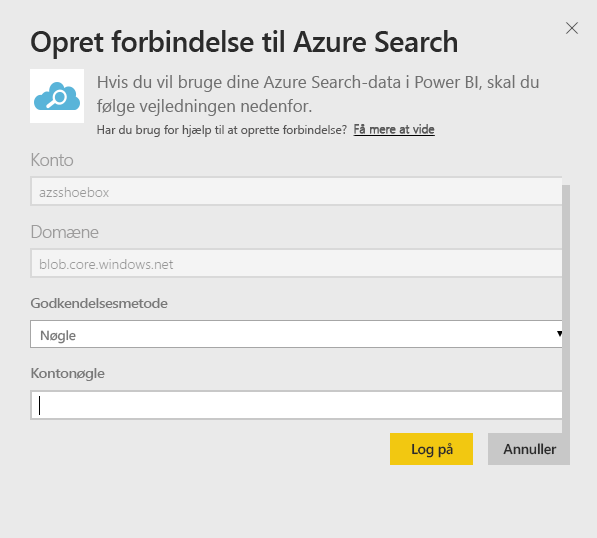 Opret forbindelse til Azure Search
Hvis du vil bruge dine Azure Search-data i Power BI, skal du
følge vejledningen nedenfor.
Har du brug for hjælp til at oprette forbindelse? Få mere at vide
Konto
azsshoebox
Domæne
blob.core.windows.net
Godkendelsesmetode
Nøgle
Kontonøgle
Log på Annuller